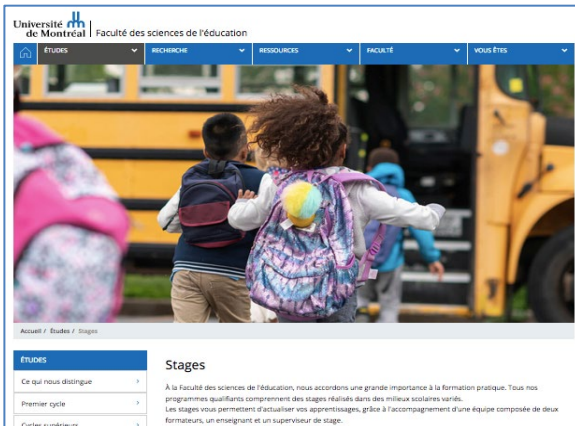 Université
de Montréal
Faculté des sciences de l'éducation
ÉTUDES
RECHERCHE
RESSOURCES
FACULTÉ
VOUS ÊTES
Accueil / Études / Stages
ÉTUDES
Ce qui nous distingue
Premier cycle
Cycles supérieurs
Stages
À la Faculté des sciences de l'éducation, nous accordons une grande importance à la formation pratique. Tous nos
programmes qualifiants comprennent des stages réalisés dans des milieux scolaires variés.
Les stages vous permettent d'actualiser vos apprentissages, grâce à l'accompagnement d'une équipe composée de deux
formateurs, un enseignant et un superviseur de stage.